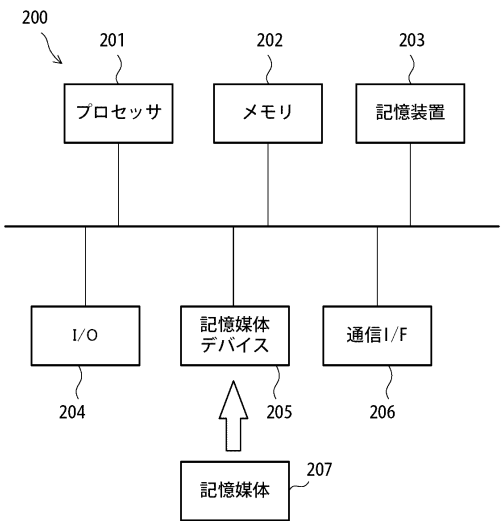 200
201
202
203
プロセッサ
メモリ
記憶装置
I/O
記憶媒体
デバイス
通信I/F
204
205
206
記憶媒体
207